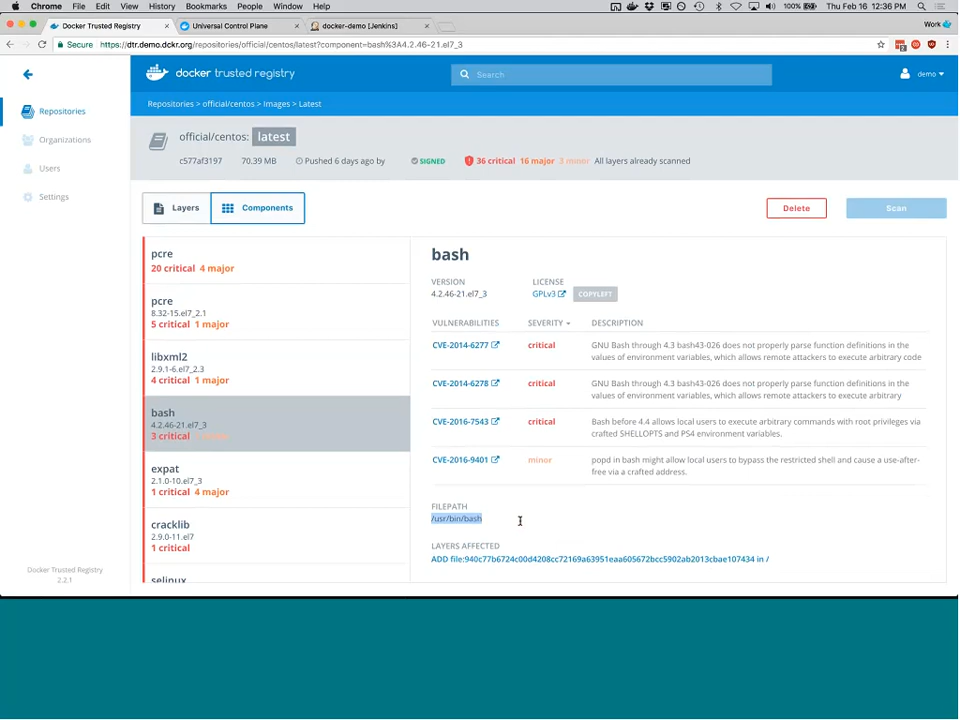 Chrome File Edit View History Bookmarks People Window Help 100% Thu Feb 16 12:36 PM
Docker Trusted Registry Universal Control Plane docker-demo [Jenkins] Work
Secure https://dtr.demo.dckr.org/repositories/official/centos/latest?component=bash%3A4.2.46-21.el7_3
docker trusted registry Search demo
Repositories > official/centos > Images > Latest
Repositories
Organizations
Users
Settings
official/centos: latest
c577af3197 70.39 MB Pushed 6 days ago by SIGNED 36 critical 16 major 3 minor All layers already scanned
Layers Components Delete Scan
pcre
20 critical 4 major
pcre
8.32-15.el7_2.1
5 critical 1 major
libxml2
2.9.1-6.el7_2.3
4 critical 1 major
bash
4.2.46-21.el7_3
3 critical
expat
2.1.0-10.el7_3
1 critical 4 major
cracklib
2.9.0-11.el7
1 critical
selinux
bash
VERSION LICENSE
4.2.46-21.el7_3 GPLv3 COPYLEFT
VULNERABILITIES SEVERITY DESCRIPTION
CVE-2014-6277 critical GNU Bash through 4.3 bash43-026 does not properly parse function definitions in the
values of environment variables, which allows remote attackers to execute arbitrary code
CVE-2014-6278 critical GNU Bash through 4.3 bash43-026 does not properly parse function definitions in the
values of environment variables, which allows remote attackers to execute arbitrary
CVE-2016-7543 critical Bash before 4.4 allows local users to execute arbitrary commands with root privileges via
crafted SHELLOPTS and PS4 environment variables.
CVE-2016-9401 minor popd in bash might allow local users to bypass the restricted shell and cause a use-after-
free via a crafted address.
FILEPATH
/usr/bin/bash
LAYERS AFFECTED
ADD file:940c77b6724c00d4208cc72169a63951eaa605672bcc5902ab2013cbae107434 in /
Docker Trusted Registry
2.2.1